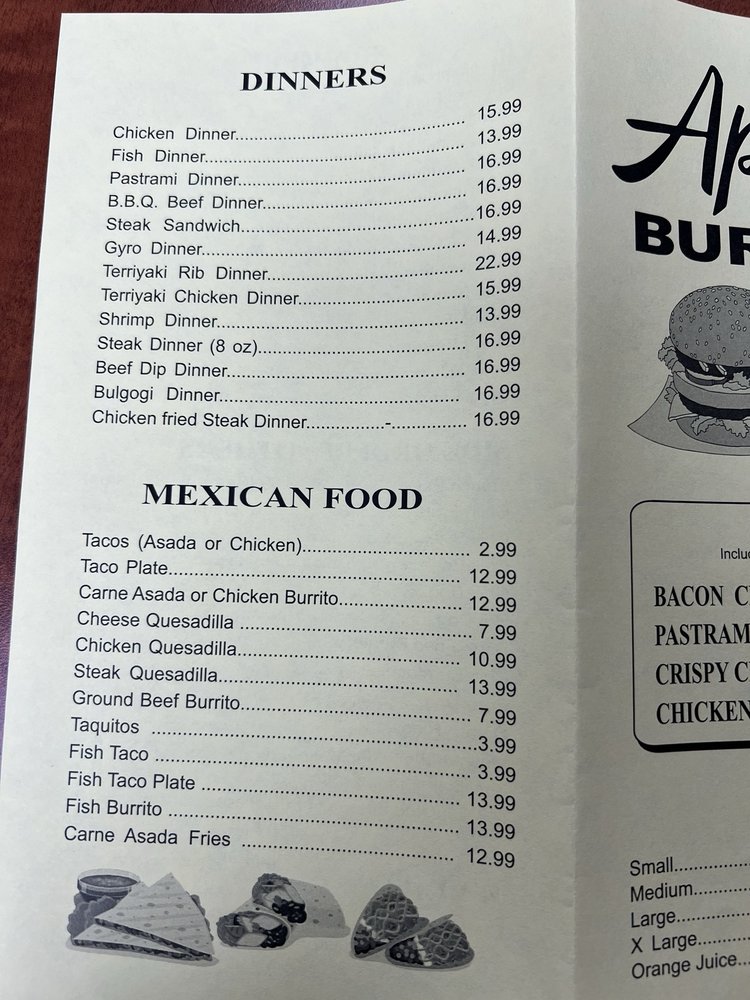 DINNERS
Chicken Dinner 15.99
Fish Dinner 13.99
Pastrami Dinner 16.99
B.B.Q. Beef Dinner 16.99
Steak Sandwich 16.99
Gyro Dinner 14.99
Terriyaki Rib Dinner 22.99
Terriyaki Chicken Dinner 15.99
Shrimp Dinner 13.99
Steak Dinner (8 oz) 16.99
Beef Dip Dinner 16.99
Bulgogi Dinner 16.99
Chicken fried Steak Dinner 16.99
MEXICAN FOOD
Tacos (Asada or Chicken) 2.99
Taco Plate 12.99
Carne Asada or Chicken Burrito 12.99
Cheese Quesadilla 7.99
Chicken Quesadilla 10.99
Steak Quesadilla 13.99
Ground Beef Burrito 7.99
Taquitos 3.99
Fish Taco 3.99
Fish Taco Plate 13.99
Fish Burrito 13.99
Carne Asada Fries 12.99
BACON
CRISPY
CHICKEN
Small
Medium
Large
X Large
Orange Juice